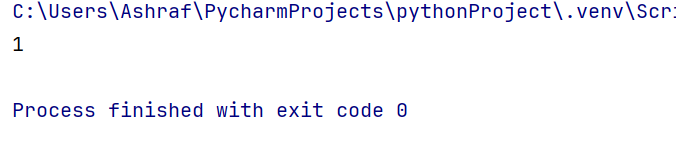 C:\Users\Ashraf\PycharmProjects\pythonProject\.venv\Scri
1
Process finished with exit code 0